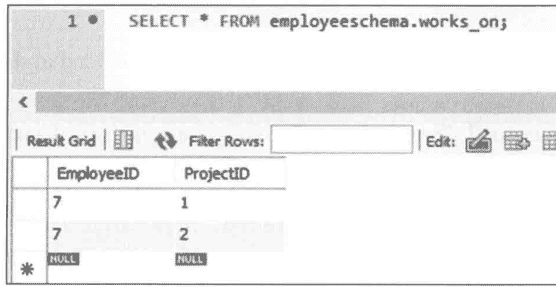 1 SELECT * FROM employeeschema.works_on;
Result Grid Filter Rows: Edit:
EmployeeID ProjectID
7 1
7 2
NULL NULL